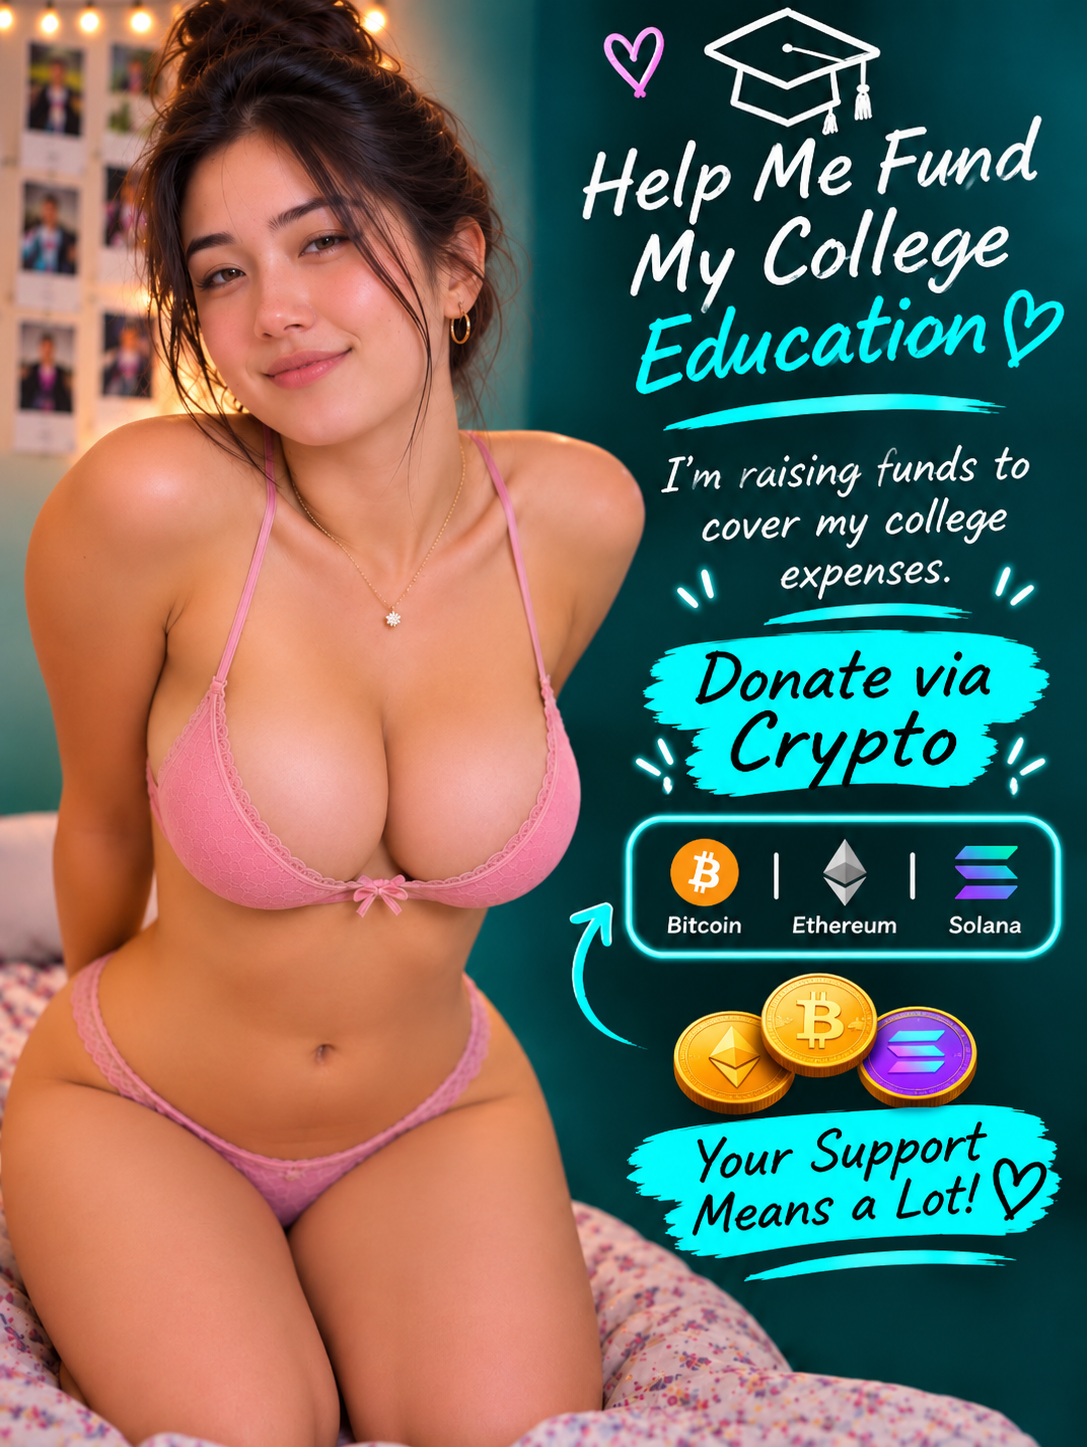 Help Me Fund
My College
Education
I'm raising funds to
cover my college
expenses.
Donate via
Crypto
Bitcoin | Ethereum | Solana
Your Support
Means a Lot!